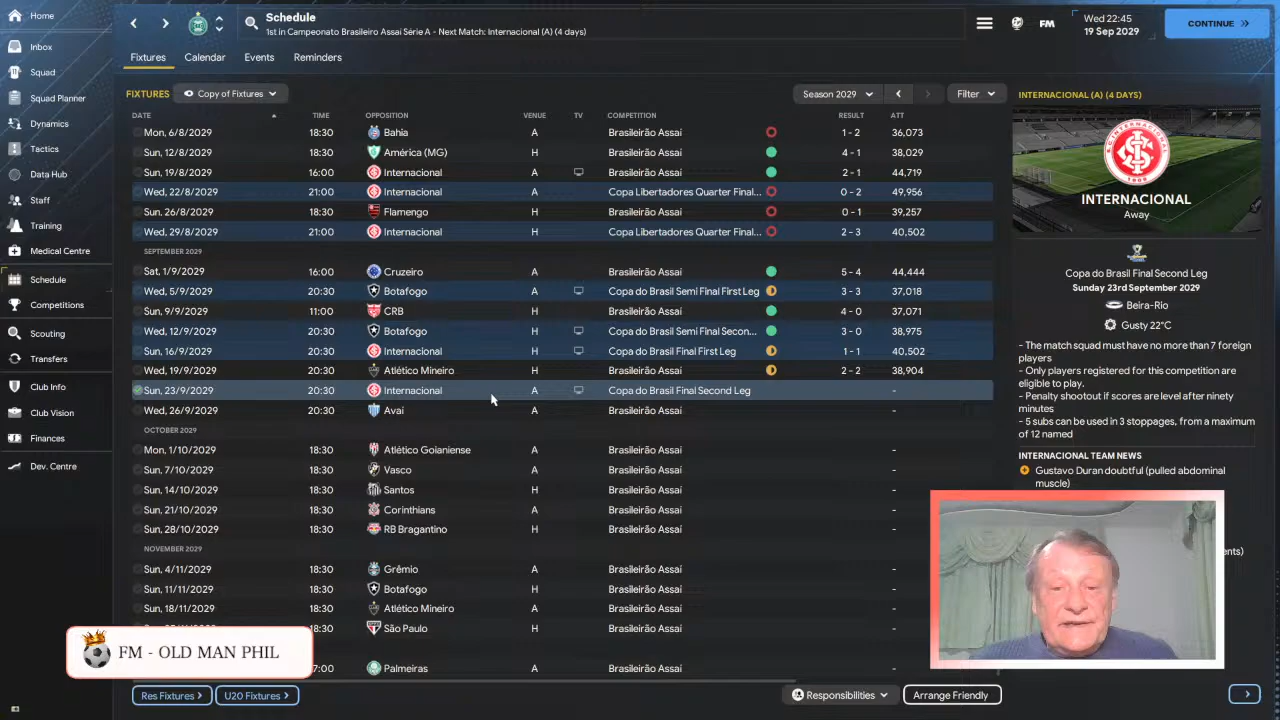 Home
Schedule
1st in Campeonato Brasileiro Assaí Série A - Next Match: Internacional (A) (4 days)
FM
Wed 22:45
19 Sep 2029
CONTINUE
Inbox
Squad
Squad Planner
Dynamics
Tactics
Data Hub
Staff
Training
Medical Centre
Schedule
Competitions
Scouting
Transfers
Club Info
Club Vision
Finances
Dev. Centre
Fixtures Calendar Events Reminders
FIXTURES Copy of Fixtures Season 2029 Filter
DATE TIME OPPOSITION VENUE TV COMPETITION RESULT ATT
Mon, 6/8/2029 18:30 Bahia A Brasileirão Assaí 1 - 2 36,073
Sun, 12/8/2029 18:30 América (MG) H Brasileirão Assaí 4 - 1 38,029
Sun, 19/8/2029 16:00 Internacional A Brasileirão Assaí 2 - 1 44,719
Wed, 22/8/2029 21:00 Internacional A Copa Libertadores Quarter Final... 0 - 2 49,956
Sun, 26/8/2029 18:30 Flamengo H Brasileirão Assaí 0 - 1 39,257
Wed, 29/8/2029 21:00 Internacional H Copa Libertadores Quarter Final... 2 - 3 40,502
SEPTEMBER 2029
Sat, 1/9/2029 16:00 Cruzeiro A Brasileirão Assaí 5 - 4 44,444
Wed, 5/9/2029 20:30 Botafogo A Copa do Brasil Semi Final First Leg 3 - 3 37,018
Sun, 9/9/2029 11:00 CRB H Brasileirão Assaí 4 - 0 37,071
Wed, 12/9/2029 20:30 Botafogo H Copa do Brasil Semi Final Secon... 3 - 0 38,975
Sun, 16/9/2029 20:30 Internacional H Copa do Brasil Final First Leg 1 - 1 40,502
Wed, 19/9/2029 20:30 Atlético Mineiro H Brasileirão Assaí 2 - 2 38,904
Sun, 23/9/2029 20:30 Internacional A Copa do Brasil Final Second Leg -
Wed, 26/9/2029 20:30 Avaí A Brasileirão Assaí -
OCTOBER 2029
Mon, 1/10/2029 18:30 Atlético Goianiense A Brasileirão Assaí -
Sun, 7/10/2029 18:30 Vasco A Brasileirão Assaí -
Sun, 14/10/2029 18:30 Santos H Brasileirão Assaí -
Sun, 21/10/2029 18:30 Corinthians A Brasileirão Assaí -
Sun, 28/10/2029 18:30 RB Bragantino H Brasileirão Assaí -
NOVEMBER 2029
Sun, 4/11/2029 18:30 Grêmio A Brasileirão Assaí
Sun, 11/11/2029 18:30 Botafogo H Brasileirão Assaí
Sun, 18/11/2029 18:30 Atlético Mineiro A Brasileirão Assaí
18:30 São Paulo H Brasileirão Assaí
7:00 Palmeiras A Brasileirão Assaí
Res Fixtures U20 Fixtures Responsibilities Arrange Friendly
INTERNACIONAL (A) (4 DAYS)
INTERNACIONAL
Away
Copa do Brasil Final Second Leg
Sunday 23rd September 2029
Beira-Rio
Gusty 22°C
- The match squad must have no more than 7 foreign
players
- Only players registered for this competition are
eligible to play.
- Penalty shootout if scores are level after ninety
minutes
- 5 subs can be used in 3 stoppages, from a maximum
of 12 named
INTERNACIONAL TEAM NEWS
Gustavo Duran doubtful (pulled abdominal
muscle)
FM - OLD MAN PHIL